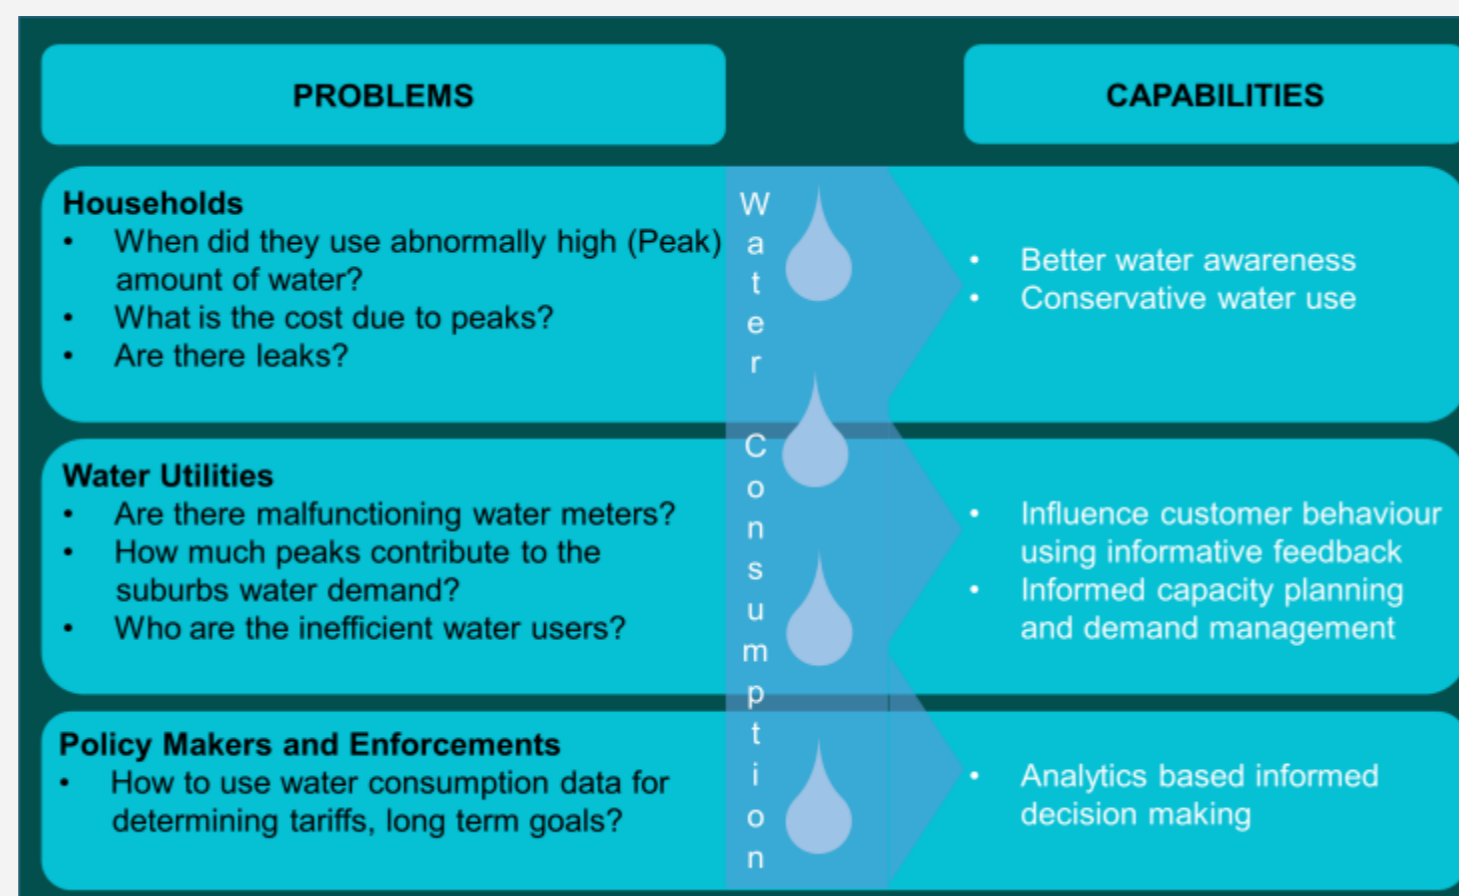 PROBLEMS
CAPABILITIES
Households
• When did they use abnormally high (Peak)
amount of water?
• What is the cost due to peaks?
• Are there leaks?
Water Consumption
• Better water awareness
• Conservative water use
Water Utilities
• Are there malfunctioning water meters?
• How much peaks contribute to the
suburbs water demand?
• Who are the inefficient water users?
• Influence customer behaviour
using informative feedback
• Informed capacity planning
and demand management
Policy Makers and Enforcements
• How to use water consumption data for
determining tariffs, long term goals?
• Analytics based informed
decision making